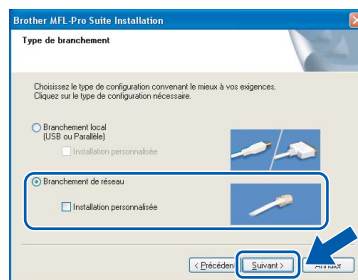 Brother MFL-Pro Suite Installation
Type de branchement
Choisissez le type de configuration convenant le mieux à vos exigences.
Cliquez sur le type de configuration nécessaire.
Branchement local
(USB ou Parallèle)
Installation personnalisée
Branchement de réseau
Installation personnalisée
< Précédent
Suivant >
Annuler